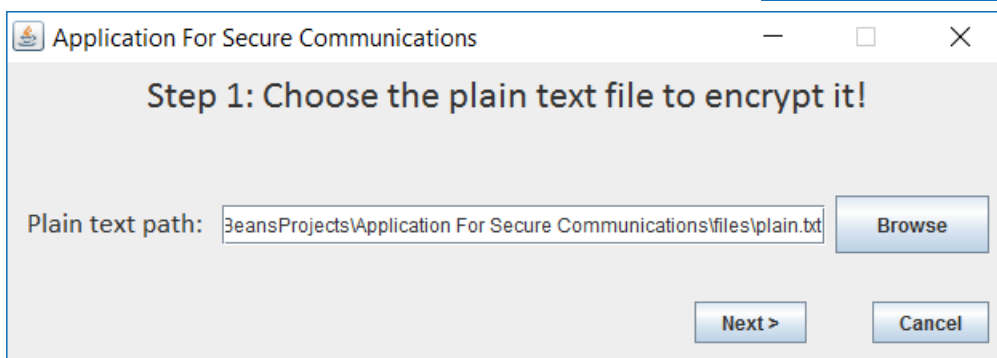 Application For Secure Communications
Step 1: Choose the plain text file to encrypt it!
Plain text path: BeansProjects\Application For Secure Communications\files\plain.txt Browse
Next > Cancel